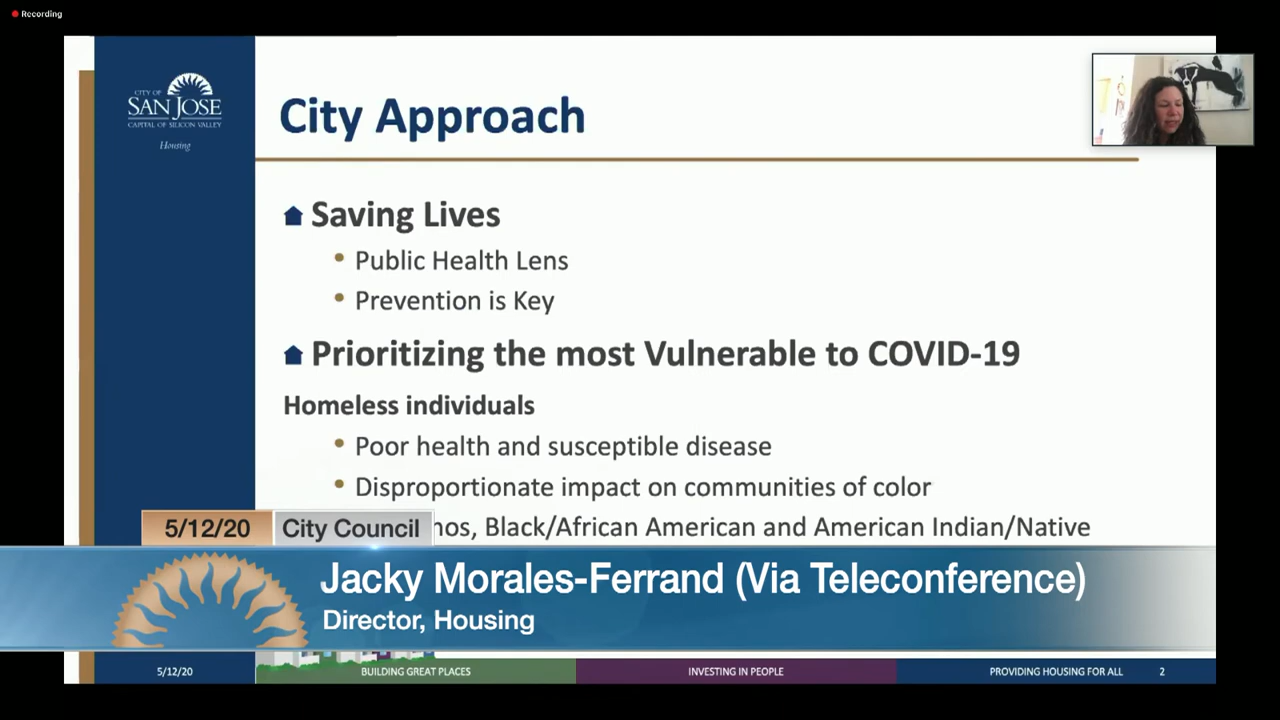 Recording
CITY OF
SAN JOSE
CAPITAL OF SILICON VALLEY
Housing
City Approach
Saving Lives
• Public Health Lens
• Prevention is Key
Prioritizing the most Vulnerable to COVID-19
Homeless individuals
• Poor health and susceptible disease
• Disproportionate impact on communities of color
Black/African American and American Indian/Native
5/12/20 City Council
Jacky Morales-Ferrand (Via Teleconference)
Director, Housing
5/12/20 BUILDING GREAT PLACES INVESTING IN PEOPLE PROVIDING HOUSING FOR ALL 2